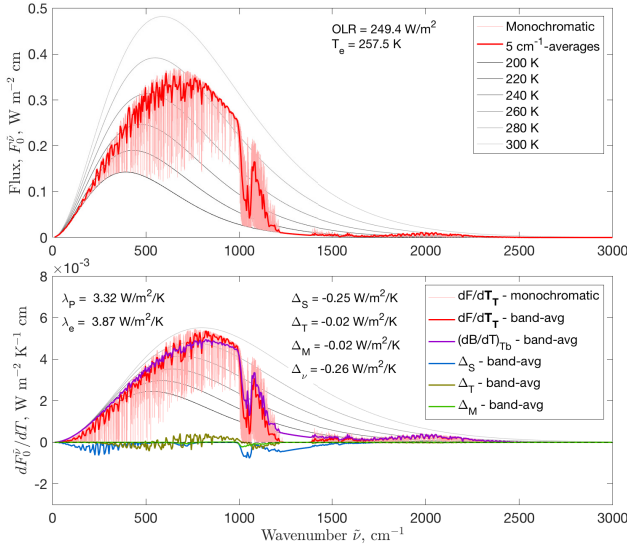 0.5
0.4
0.3
0.2
0.1
0
Flux, F₀^ν̃, W m⁻² cm
OLR = 249.4 W/m²
Tₑ = 257.5 K
Monochromatic
5 cm⁻¹-averages
200 K
220 K
240 K
260 K
280 K
300 K
0 500 1000 1500 2000 2500 3000
×10⁻³
8
6
4
2
0
-2
dF₀^ν̃/dT, W m⁻² K⁻¹ cm
λ_P = 3.32 W/m²/K
λₑ = 3.87 W/m²/K
Δ_S = -0.25 W/m²/K
Δ_T = -0.02 W/m²/K
Δ_M = -0.02 W/m²/K
Δ_ν = -0.26 W/m²/K
dF/dT_T - monochromatic
dF/dT_T - band-avg
(dB/dT)_Tb - band-avg
Δ_S - band-avg
Δ_T - band-avg
Δ_M - band-avg
0 500 1000 1500 2000 2500 3000
Wavenumber ν̃, cm⁻¹